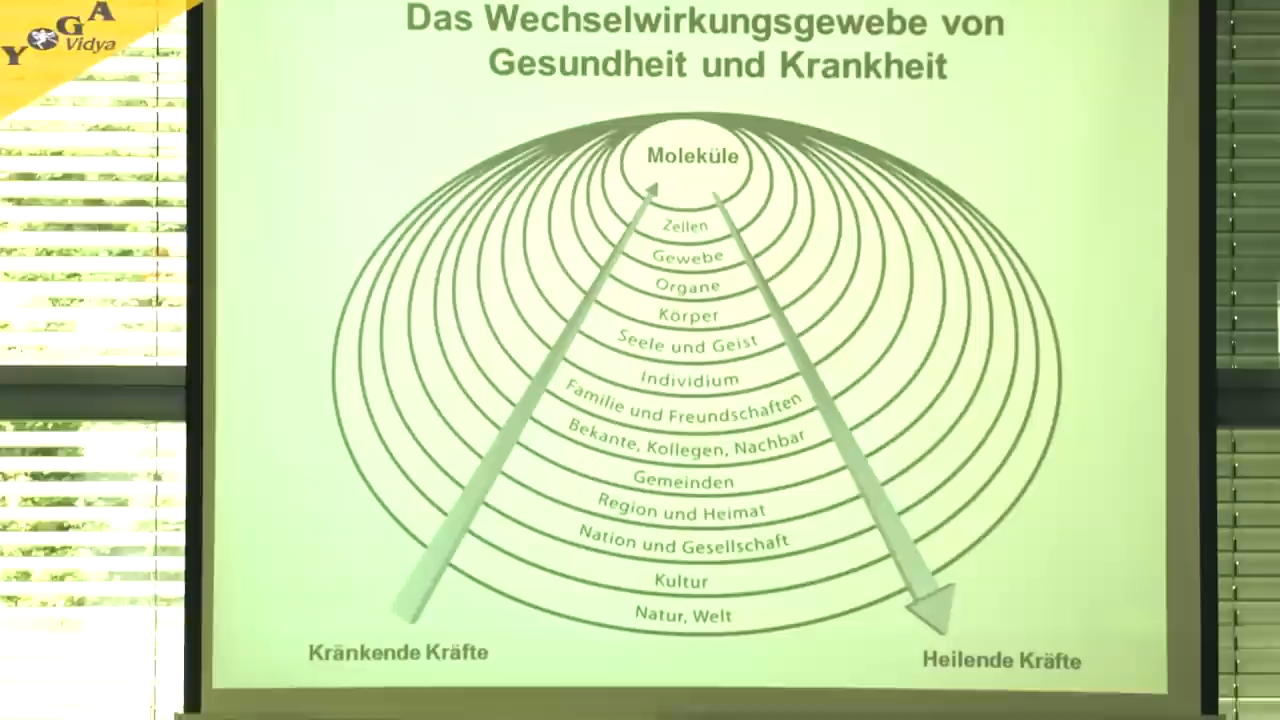 YOGA
Vidya
Das Wechselwirkungsgewebe von
Gesundheit und Krankheit
Moleküle
Zellen
Gewebe
Organe
Körper
Seele und Geist
Individium
Familie und Freundschaften
Bekante, Kollegen, Nachbar
Gemeinden
Region und Heimat
Nation und Gesellschaft
Kultur
Natur, Welt
Kränkende Kräfte
Heilende Kräfte